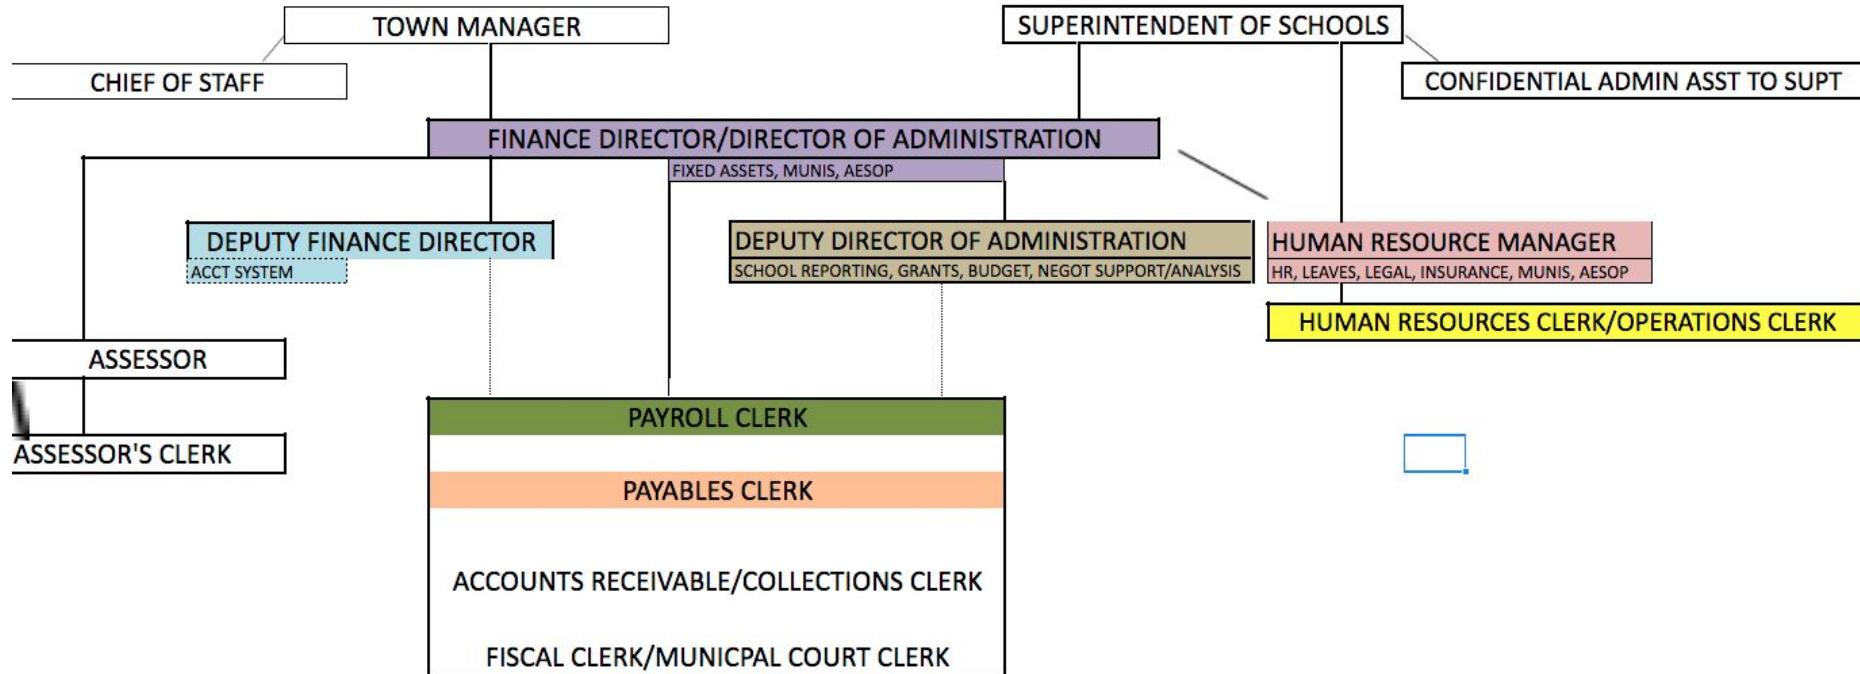 TOWN MANAGER
SUPERINTENDENT OF SCHOOLS
CHIEF OF STAFF
CONFIDENTIAL ADMIN ASST TO SUPT
FINANCE DIRECTOR/DIRECTOR OF ADMINISTRATION
FIXED ASSETS, MUNIS, AESOP
DEPUTY FINANCE DIRECTOR
ACCT SYSTEM
DEPUTY DIRECTOR OF ADMINISTRATION
SCHOOL REPORTING, GRANTS, BUDGET, NEGOT SUPPORT/ANALYSIS
HUMAN RESOURCE MANAGER
HR, LEAVES, LEGAL, INSURANCE, MUNIS, AESOP
HUMAN RESOURCES CLERK/OPERATIONS CLERK
ASSESSOR
ASSESSOR'S CLERK
PAYROLL CLERK
PAYABLES CLERK
ACCOUNTS RECEIVABLE/COLLECTIONS CLERK
FISCAL CLERK/MUNICPAL COURT CLERK